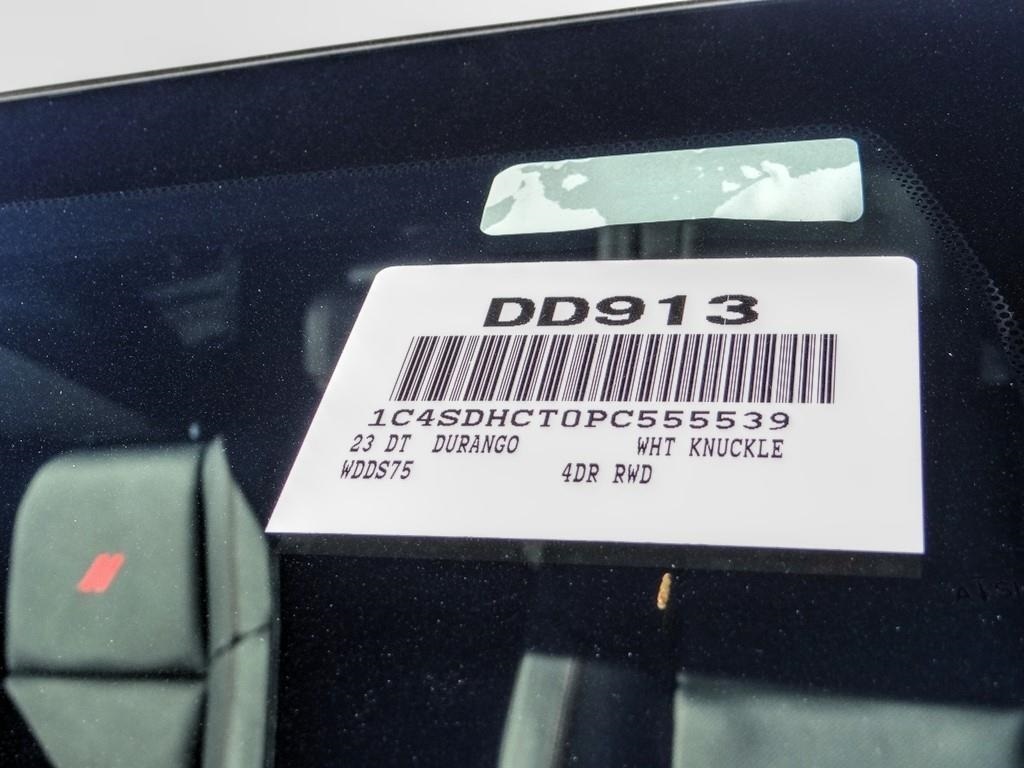 DD913
1C4SDHCT0PC555539
23 DT DURANGO WHT KNUCKLE
WDDS75 4DR RWD